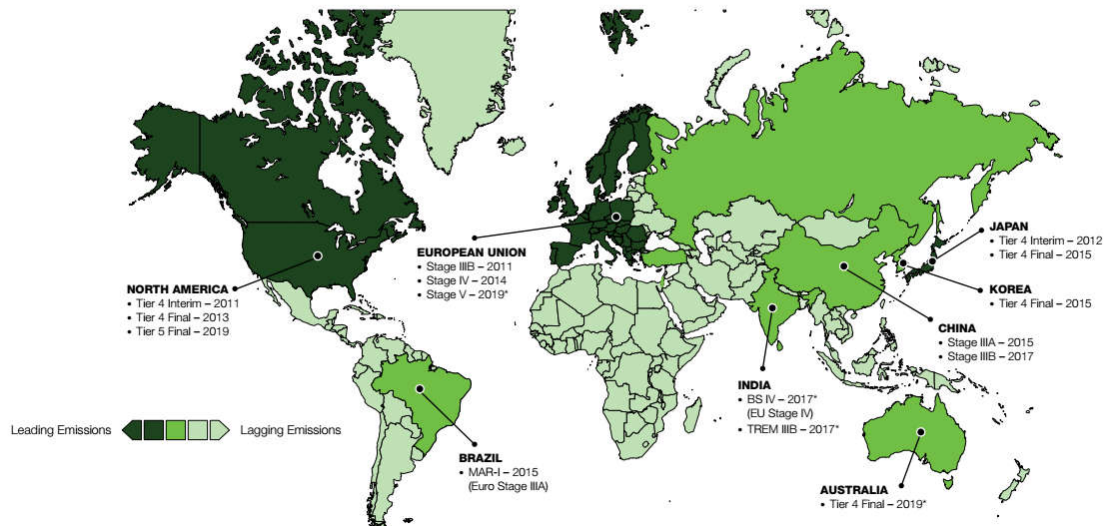 NORTH AMERICA
• Tier 4 Interim – 2011
• Tier 4 Final – 2013
• Tier 5 Final – 2019
EUROPEAN UNION
• Stage IIIB – 2011
• Stage IV – 2014
• Stage V – 2019*
JAPAN
• Tier 4 Interim – 2012
• Tier 4 Final – 2015
KOREA
• Tier 4 Final – 2015
CHINA
• Stage IIIA – 2015
• Stage IIIB – 2017
INDIA
• BS IV – 2017*
(EU Stage IV)
• TREM IIIB – 2017*
Leading Emissions
Lagging Emissions
BRAZIL
• MAR-I – 2015
(Euro Stage IIIA)
AUSTRALIA
• Tier 4 Final – 2019*